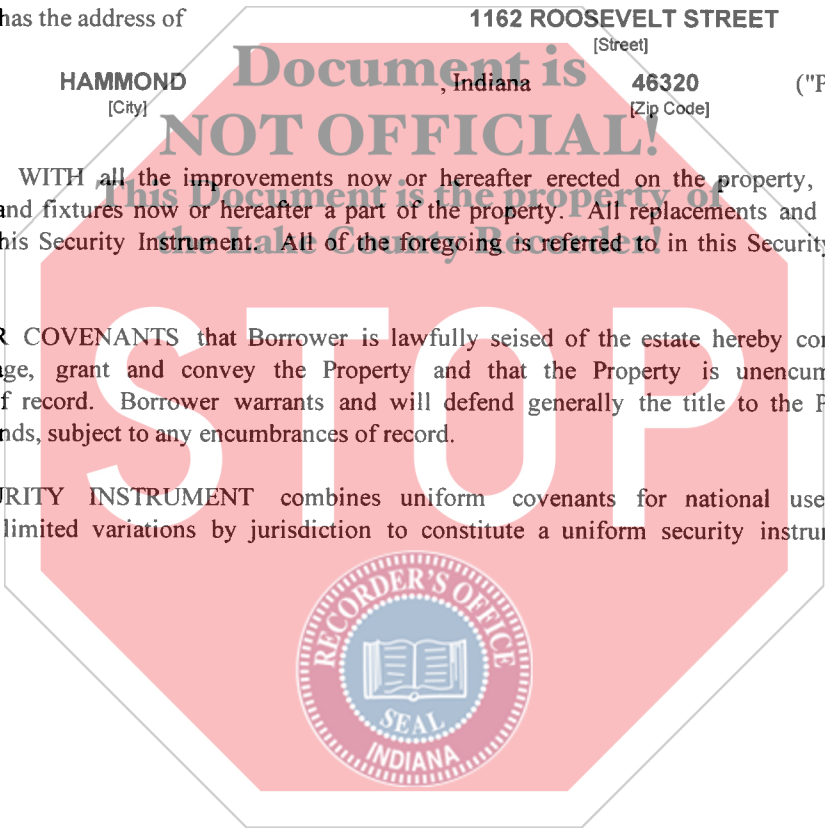 has the address of 1162 ROOSEVELT STREET
[Street]
HAMMOND , Indiana 46320 ("P
[City] [Zip Code]
Document is
NOT OFFICIAL!
This Document is the property of
the Lake County Recorder!
WITH all the improvements now or hereafter erected on the property,
and fixtures now or hereafter a part of the property. All replacements and
his Security Instrument. All of the foregoing is referred to in this Security
R COVENANTS that Borrower is lawfully seised of the estate hereby con
age, grant and convey the Property and that the Property is unencum
f record. Borrower warrants and will defend generally the title to the P
nds, subject to any encumbrances of record.
URITY INSTRUMENT combines uniform covenants for national use
limited variations by jurisdiction to constitute a uniform security instrum
STOP
RECORDER'S OFFICE
SEAL
INDIANA